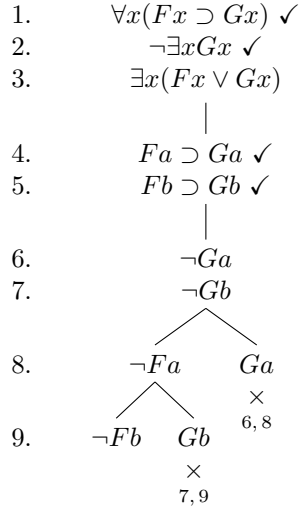 1. ∀x(Fx ⊃ Gx) ✓
2. ¬∃xGx ✓
3. ∃x(Fx ∨ Gx)
4. Fa ⊃ Ga ✓
5. Fb ⊃ Gb ✓
6. ¬Ga
7. ¬Gb
8. ¬Fa Ga
×
6, 8
9. ¬Fb Gb
×
7, 9